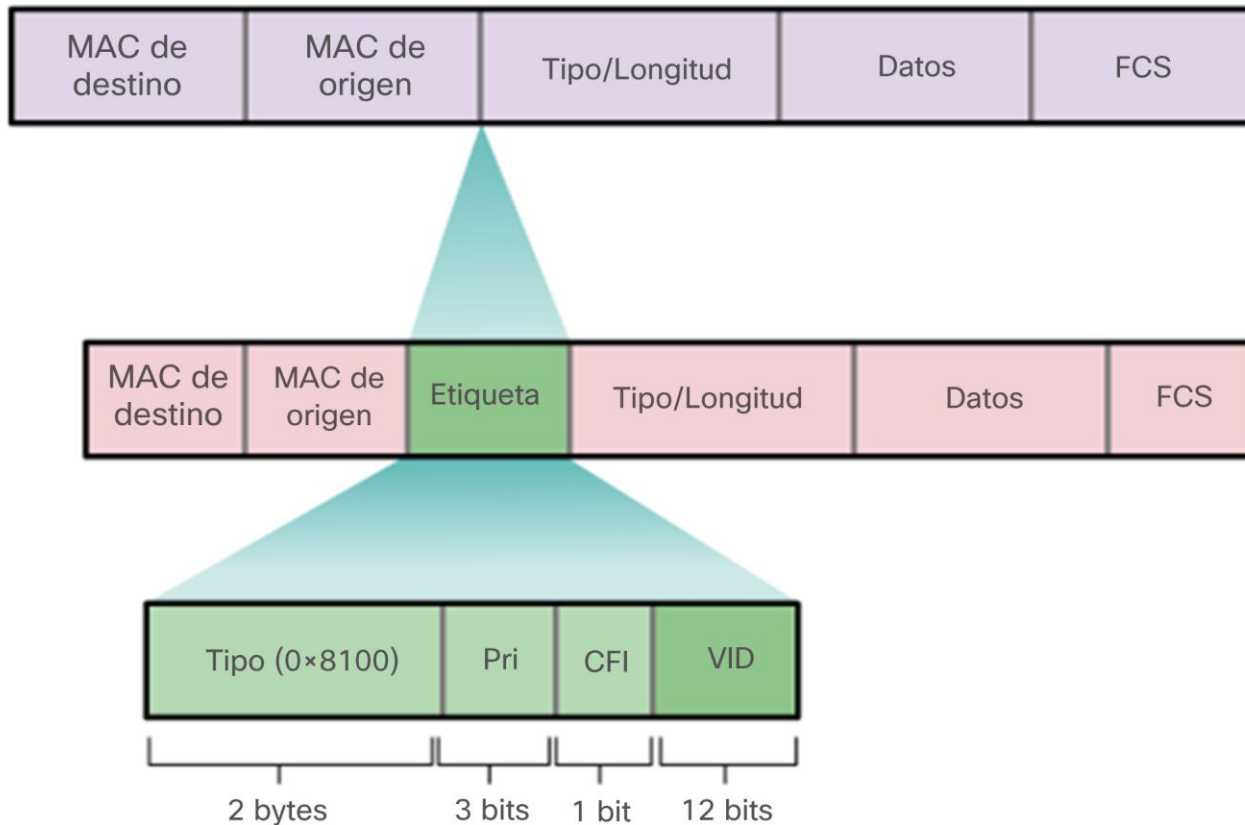 MAC de
destino
MAC de
origen
Tipo/Longitud
Datos
FCS
MAC de
destino
MAC de
origen
Etiqueta
Tipo/Longitud
Datos
FCS
Tipo (0×8100)
Pri
CFI
VID
2 bytes
3 bits
1 bit
12 bits